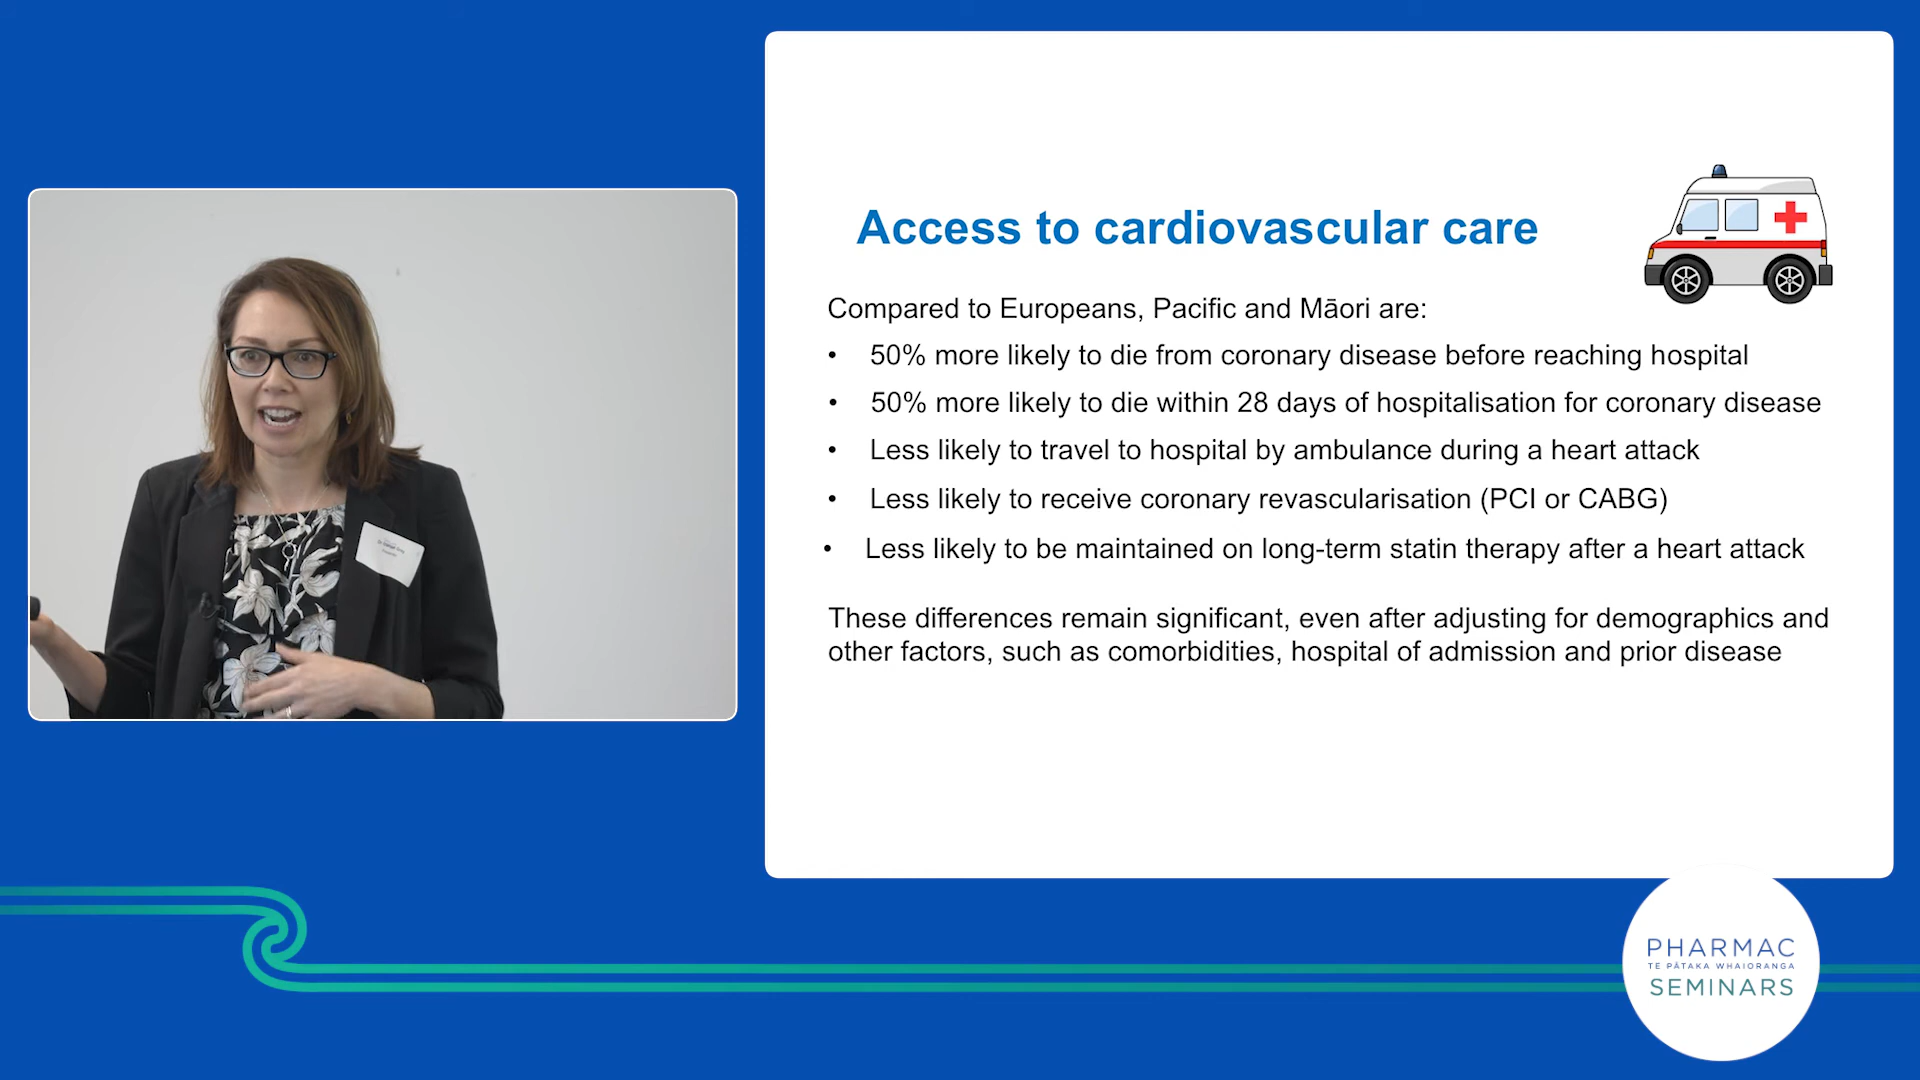 Access to cardiovascular care
Compared to Europeans, Pacific and Māori are:
• 50% more likely to die from coronary disease before reaching hospital
• 50% more likely to die within 28 days of hospitalisation for coronary disease
• Less likely to travel to hospital by ambulance during a heart attack
• Less likely to receive coronary revascularisation (PCI or CABG)
• Less likely to be maintained on long-term statin therapy after a heart attack
These differences remain significant, even after adjusting for demographics and
other factors, such as comorbidities, hospital of admission and prior disease
PHARMAC
TE PĀTAKA WHAIORANGA
SEMINARS